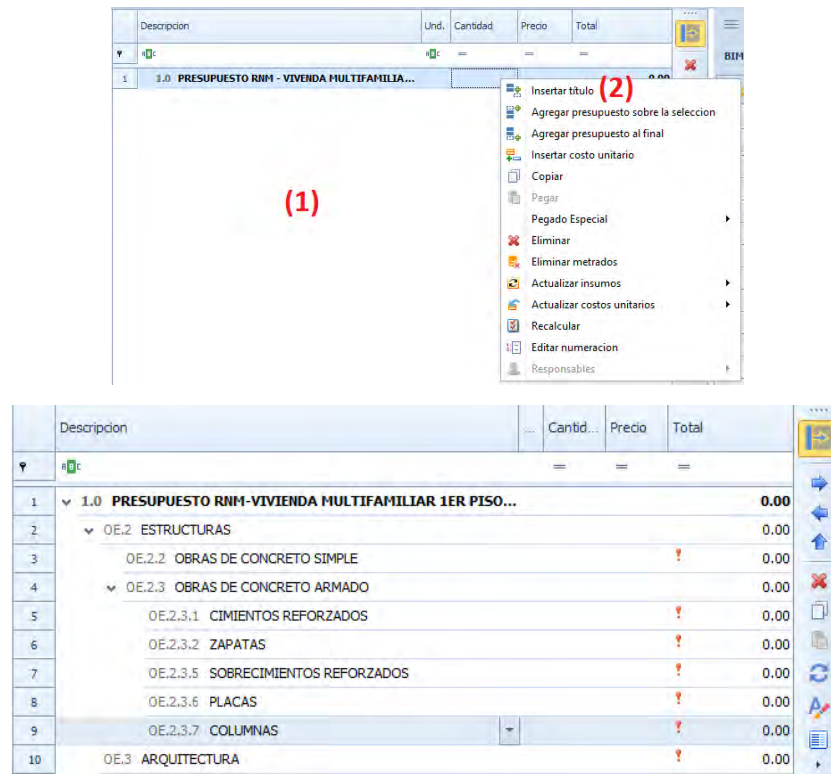 Descripcion Und. Cantidad Precio Total
ABC ABC = = =
BIM
1 1.0 PRESUPUESTO RNM - VIVENDA MULTIFAMILIA... 0.00
(1)
Insertar título (2)
Agregar presupuesto sobre la seleccion
Agregar presupuesto al final
Insertar costo unitario
Copiar
Pegar
Pegado Especial
Eliminar
Eliminar metrados
Actualizar insumos
Actualizar costos unitarios
Recalcular
Editar numeracion
Responsables
Descripcion ... Cantid... Precio Total
ABC = = =
1 1.0 PRESUPUESTO RNM-VIVIENDA MULTIFAMILIAR 1ER PISO... 0.00
2 OE.2 ESTRUCTURAS 0.00
3 OE.2.2 OBRAS DE CONCRETO SIMPLE 0.00
4 OE.2.3 OBRAS DE CONCRETO ARMADO 0.00
5 OE.2.3.1 CIMIENTOS REFORZADOS 0.00
6 OE.2.3.2 ZAPATAS 0.00
7 OE.2.3.5 SOBRECIMIENTOS REFORZADOS 0.00
8 OE.2.3.6 PLACAS 0.00
9 OE.2.3.7 COLUMNAS 0.00
10 OE.3 ARQUITECTURA 0.00